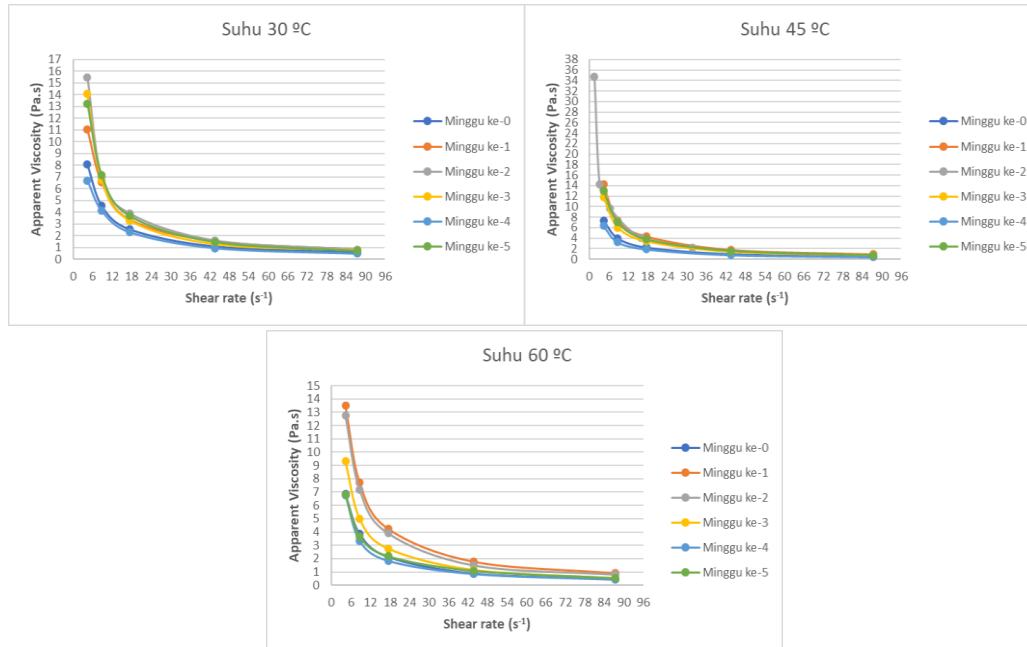 Suhu 30 ºC
Apparent Viscosity (Pa.s)
17
16
15
14
13
12
11
10
9
8
7
6
5
4
3
2
1
0
0 6 12 18 24 30 36 42 48 54 60 66 72 78 84 90 96
Shear rate (s⁻¹)
Minggu ke-0
Minggu ke-1
Minggu ke-2
Minggu ke-3
Minggu ke-4
Minggu ke-5
Suhu 45 ºC
Apparent Viscosity (Pa.s)
38
36
34
32
30
28
26
24
22
20
18
16
14
12
10
8
6
4
2
0
0 6 12 18 24 30 36 42 48 54 60 66 72 78 84 90 96
Shear rate (s⁻¹)
Minggu ke-0
Minggu ke-1
Minggu ke-2
Minggu ke-3
Minggu ke-4
Minggu ke-5
Suhu 60 ºC
Apparent Viscosity (Pa.s)
15
14
13
12
11
10
9
8
7
6
5
4
3
2
1
0
0 6 12 18 24 30 36 42 48 54 60 66 72 78 84 90 96
Shear rate (s⁻¹)
Minggu ke-0
Minggu ke-1
Minggu ke-2
Minggu ke-3
Minggu ke-4
Minggu ke-5